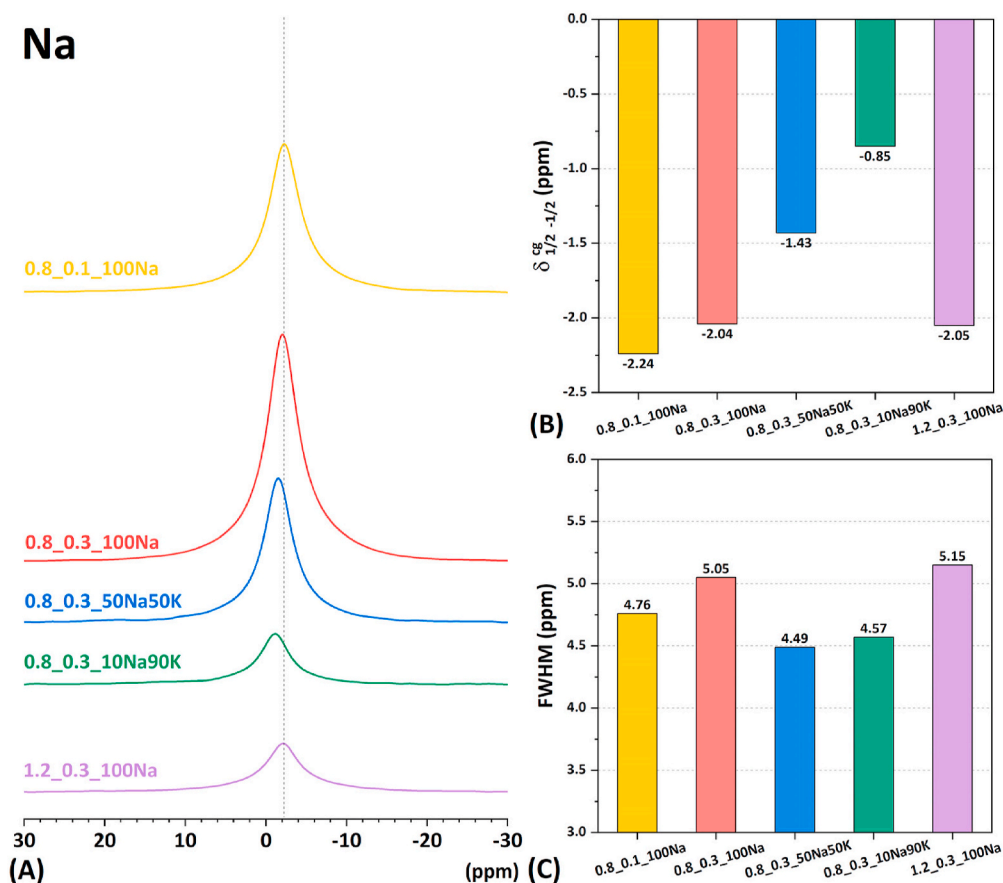 Na
0.8_0.1_100Na
0.8_0.3_100Na
0.8_0.3_50Na50K
0.8_0.3_10Na90K
1.2_0.3_100Na
30 20 10 0 -10 -20 -30
(A) (ppm)
0.0
-0.5
-1.0
-1.5
-2.0
-2.5
δ cg 1/2 -1/2 (ppm)
-2.24
-2.04
-1.43
-0.85
-2.05
0.8_0.1_100Na
0.8_0.3_100Na
0.8_0.3_50Na50K
0.8_0.3_10Na90K
1.2_0.3_100Na
(B)
6.0
5.5
5.0
4.5
4.0
3.5
3.0
FWHM (ppm)
4.76
5.05
4.49
4.57
5.15
0.8_0.1_100Na
0.8_0.3_100Na
0.8_0.3_50Na50K
0.8_0.3_10Na90K
1.2_0.3_100Na
(C)